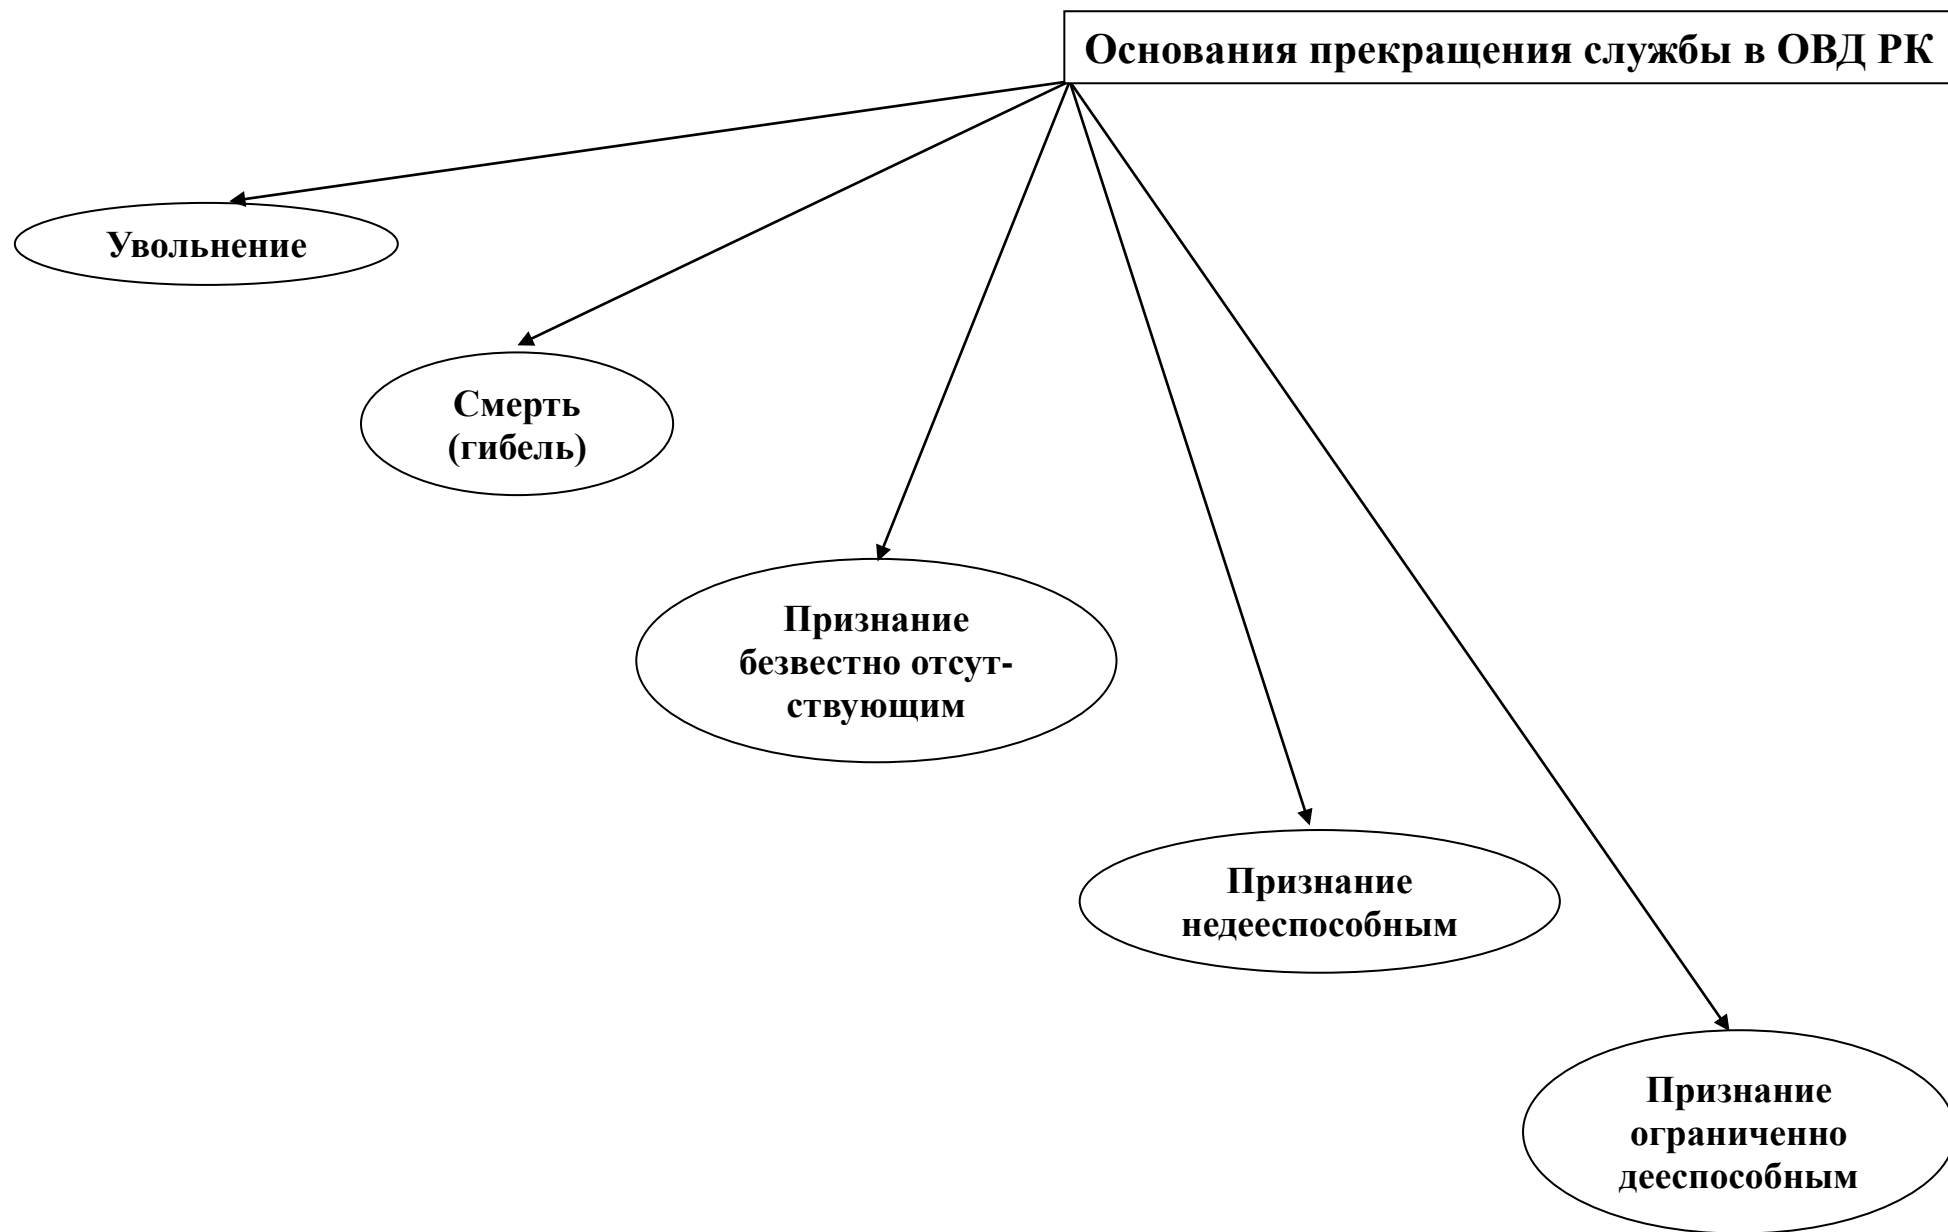 Основания прекращения службы в ОВД РК
Увольнение
Смерть
(гибель)
Признание
безвестно отсут-
ствующим
Признание
недееспособным
Признание
ограниченно
дееспособным